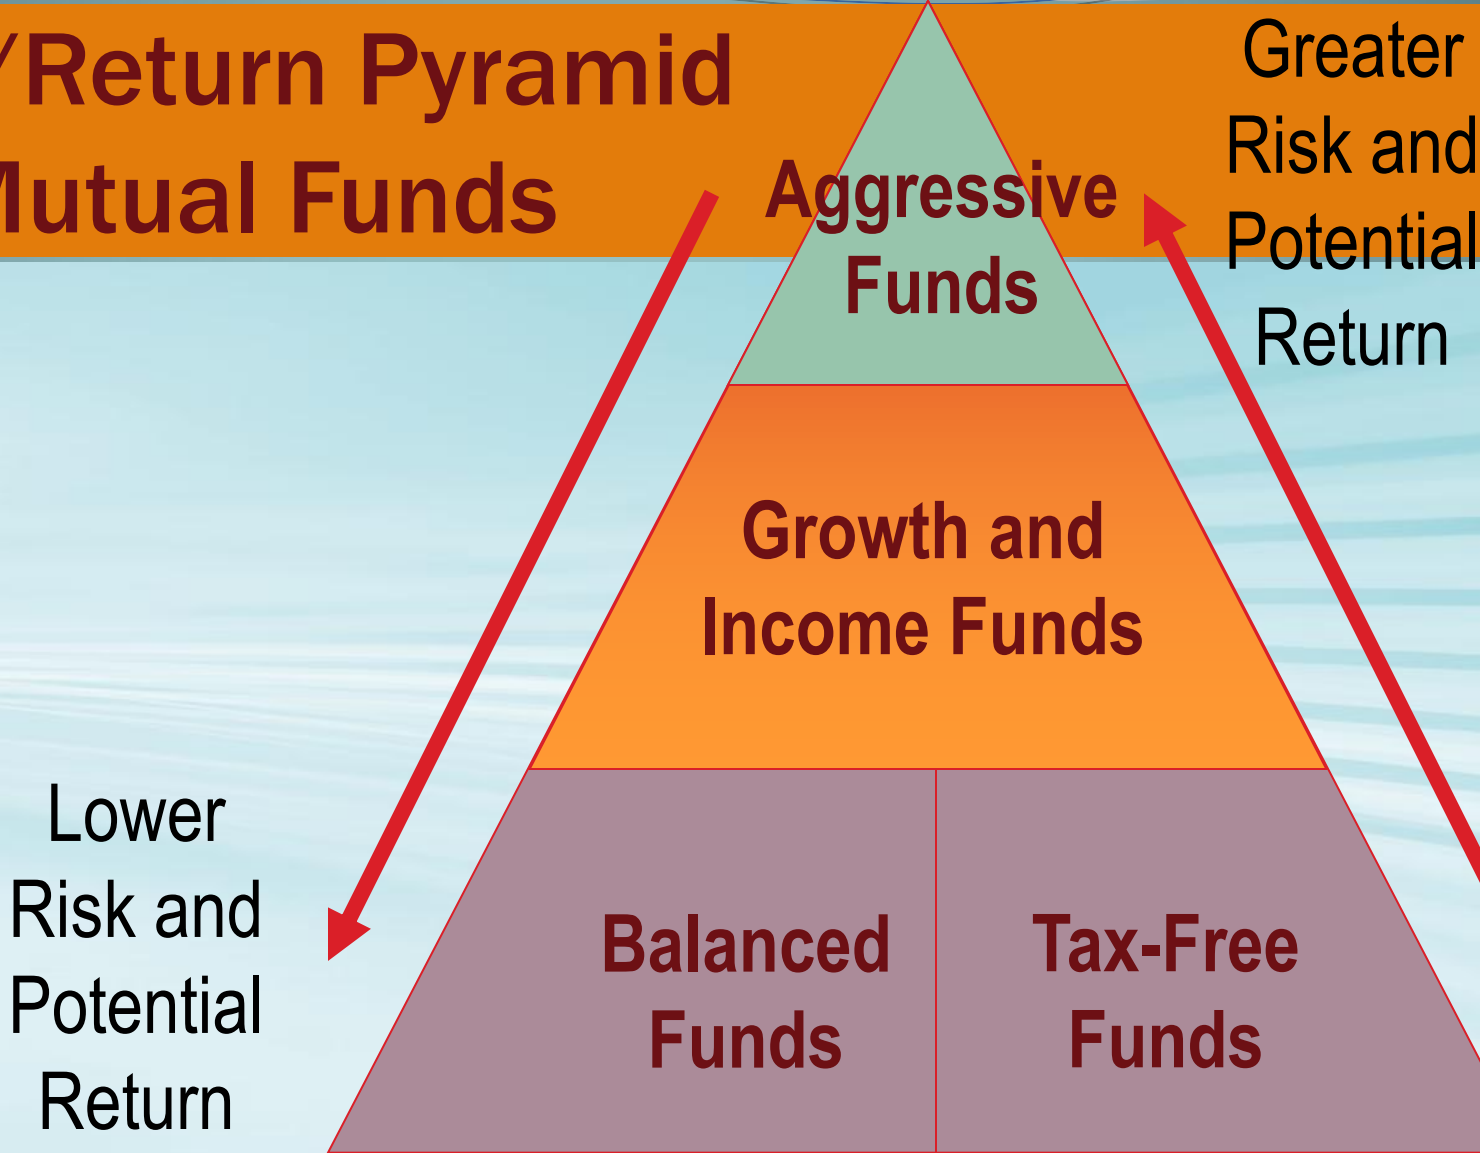 /Return Pyramid
Mutual Funds
Greater
Risk and
Potential
Return
Aggressive
Funds
Growth and
Income Funds
Lower
Risk and
Potential
Return
Balanced
Funds
Tax-Free
Funds